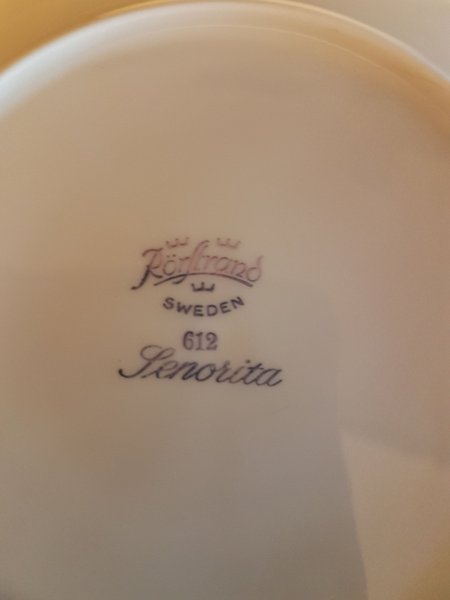 Rörstrand
SWEDEN
612
Senorita